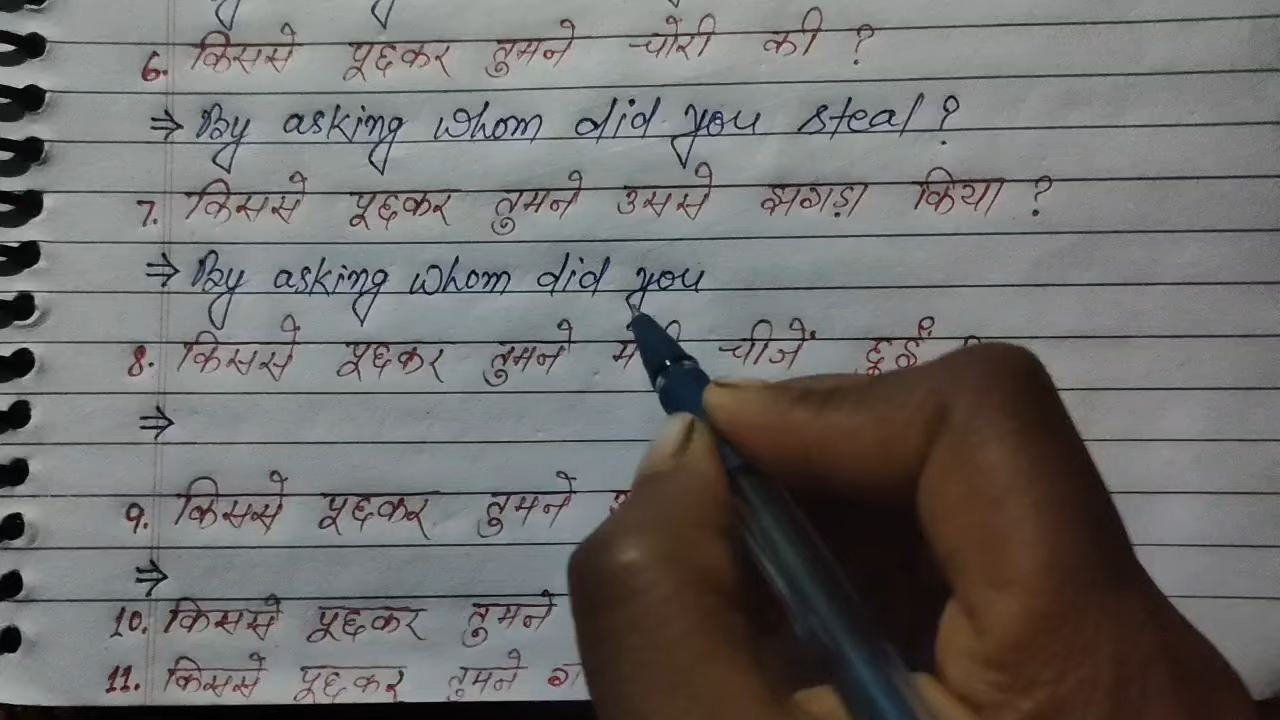 6. किससे पूछकर तुमने चोरी की ?
⇒ By asking whom did you steal ?
7. किससे पूछकर तुमने उससे झगड़ा किया ?
⇒ By asking whom did you
8. किससे पूछकर तुमने चीजें छुईं
⇒
9. किससे पूछकर तुमने
⇒
10. किससे पूछकर तुमने
11. किससे पूछकर तुमने